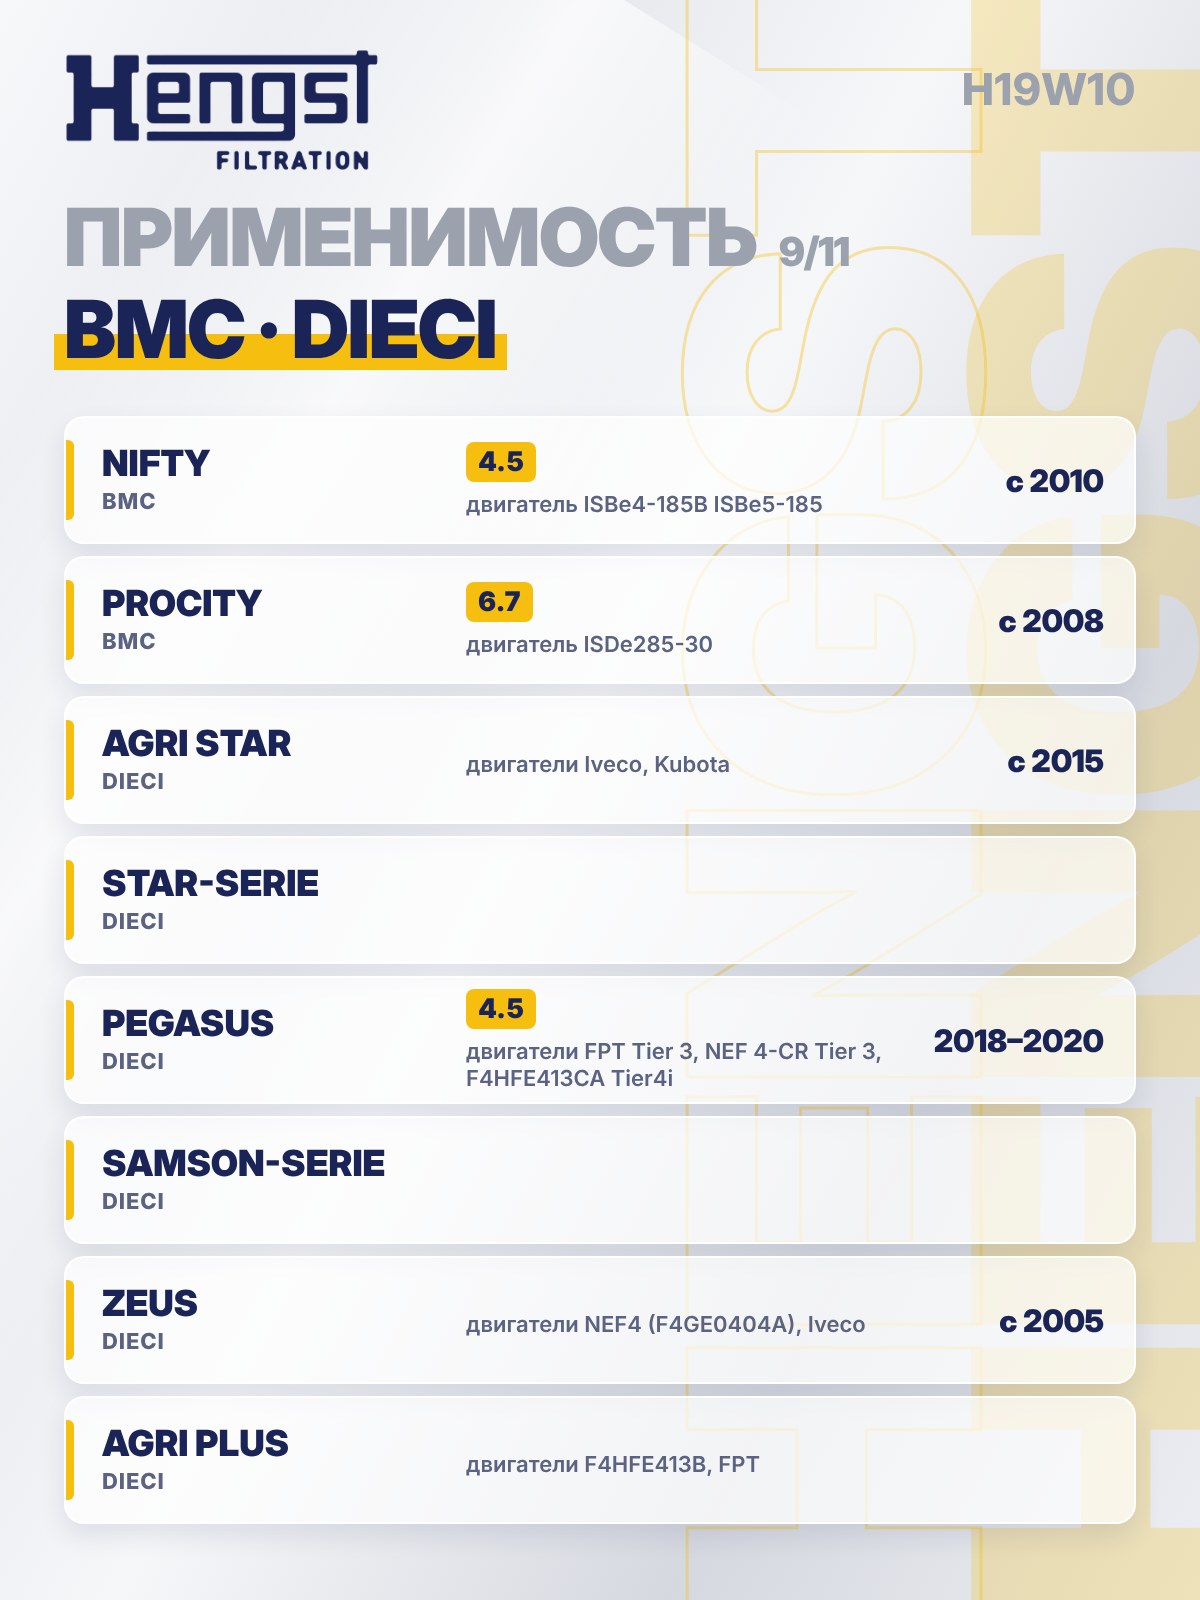 Hengst
FILTRATION
H19W10
ПРИМЕНИМОСТЬ 9/11
BMC · DIECI
NIFTY
BMC
4.5
двигатель ISBe4-185B ISBe5-185
с 2010
PROCITY
BMC
6.7
двигатель ISDe285-30
с 2008
AGRI STAR
DIECI
двигатели Iveco, Kubota
с 2015
STAR-SERIE
DIECI
PEGASUS
DIECI
4.5
двигатели FPT Tier 3, NEF 4-CR Tier 3,
F4HFE413CA Tier4i
2018–2020
SAMSON-SERIE
DIECI
ZEUS
DIECI
двигатели NEF4 (F4GE0404A), Iveco
с 2005
AGRI PLUS
DIECI
двигатели F4HFE413B, FPT
HENGST
HENGST